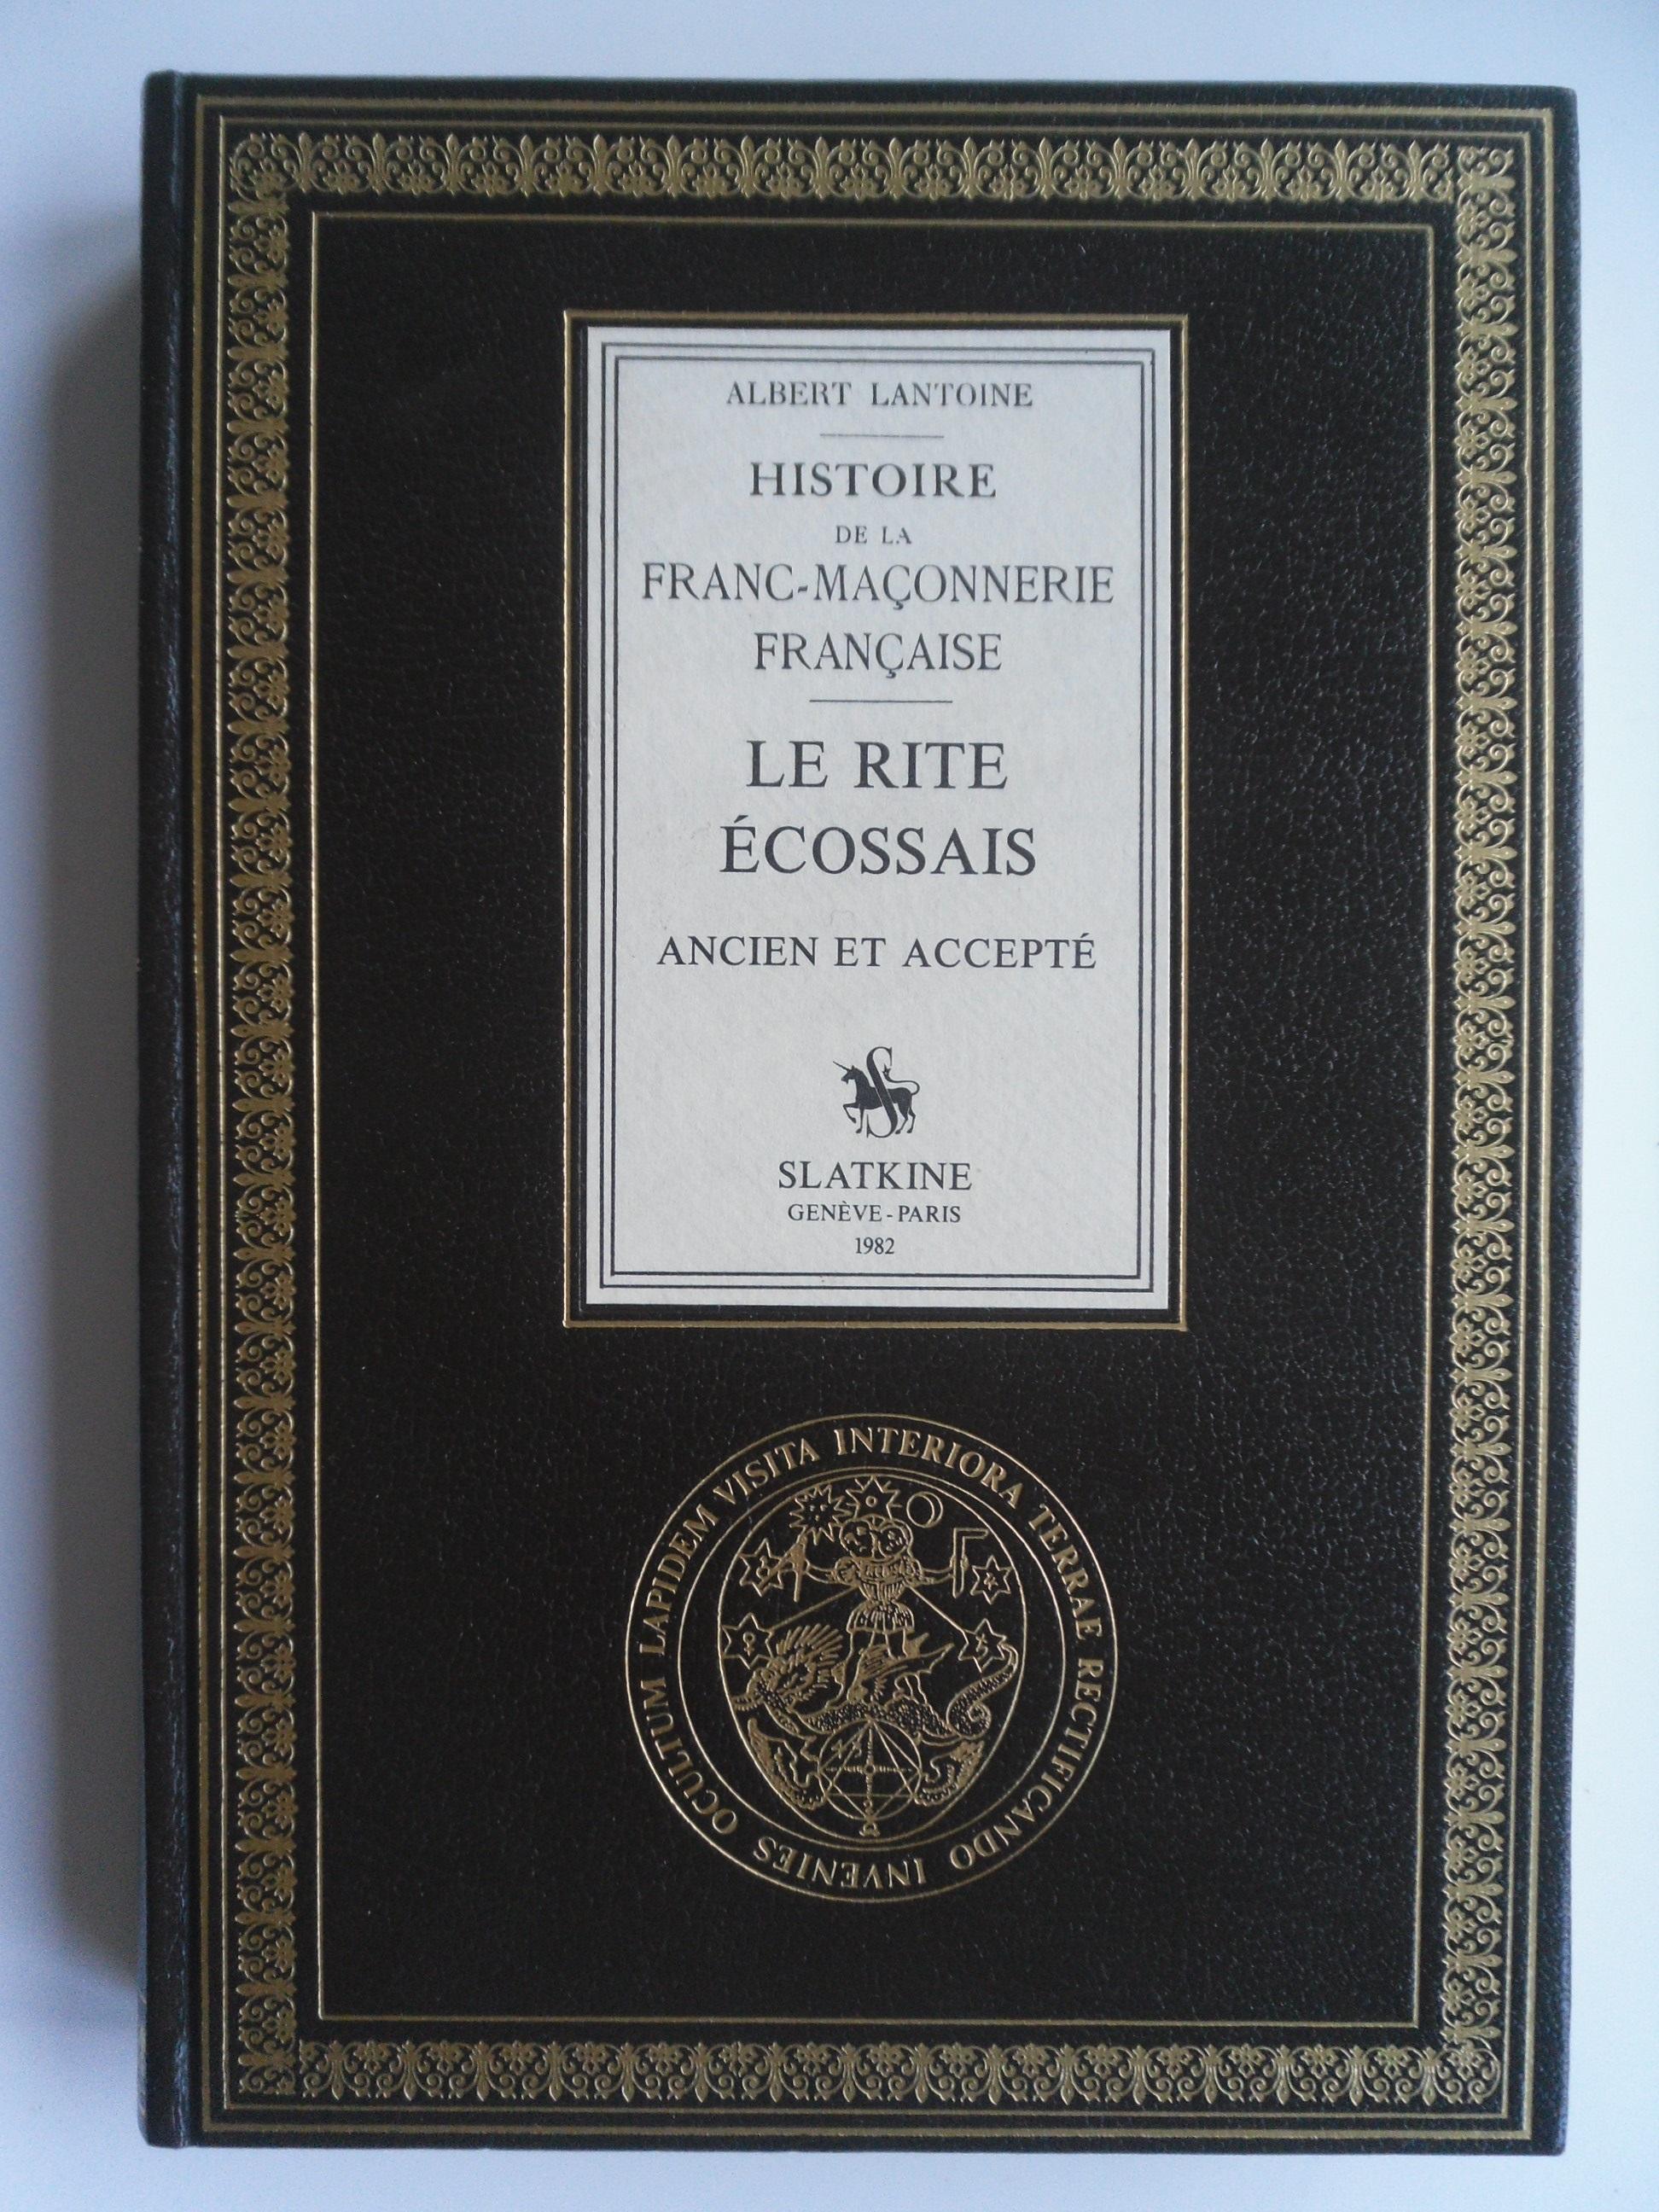 ALBERT LANTOINE
HISTOIRE
DE LA
FRANC-MAÇONNERIE
FRANÇAISE
LE RITE
ÉCOSSAIS
ANCIEN ET ACCEPTÉ
S
SLATKINE
GENÈVE-PARIS
1982
VISITA INTERIORA TERRAE RECTIFICANDO INVENIES OCULTUM LAPIDEM